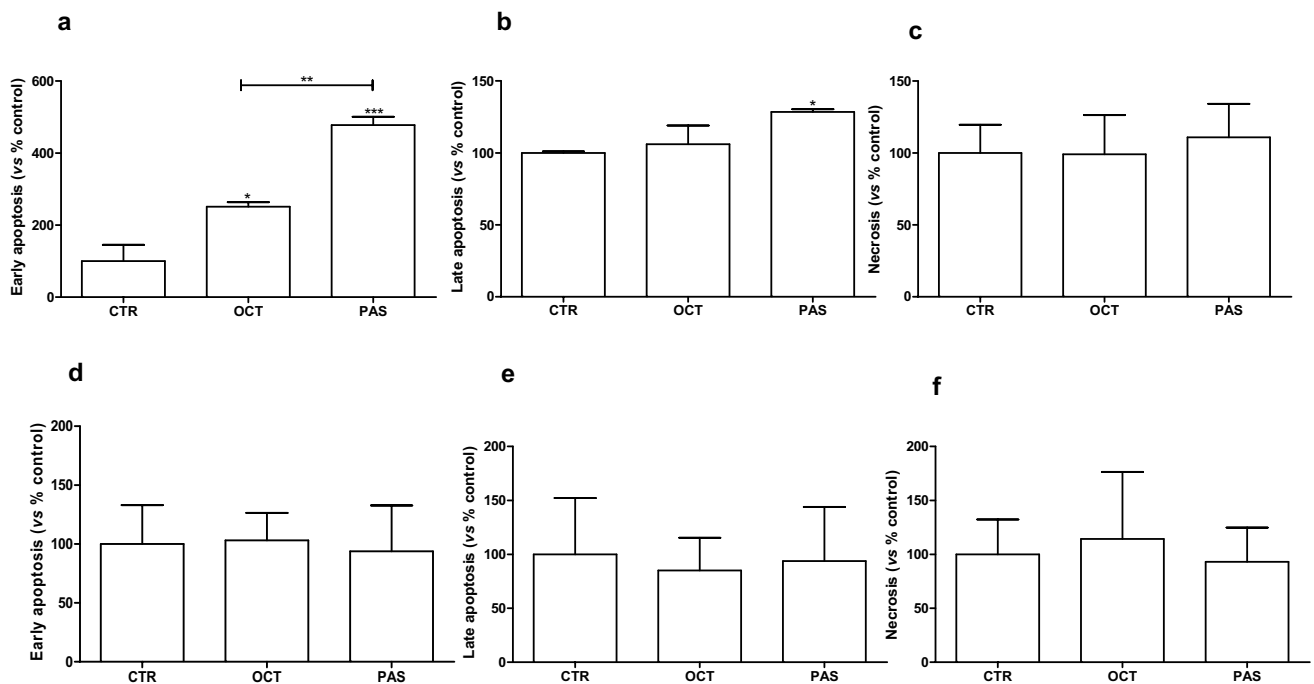 a
Early apoptosis (vs % control)
600
400
200
0
**
*
***
CTR OCT PAS
b
Late apoptosis (vs % control)
150
100
50
0
*
CTR OCT PAS
c
Necrosis (vs % control)
150
100
50
0
CTR OCT PAS
d
Early apoptosis (vs % control)
200
150
100
50
0
CTR OCT PAS
e
Late apoptosis (vs % control)
200
150
100
50
0
CTR OCT PAS
f
Necrosis (vs % control)
200
150
100
50
0
CTR OCT PAS